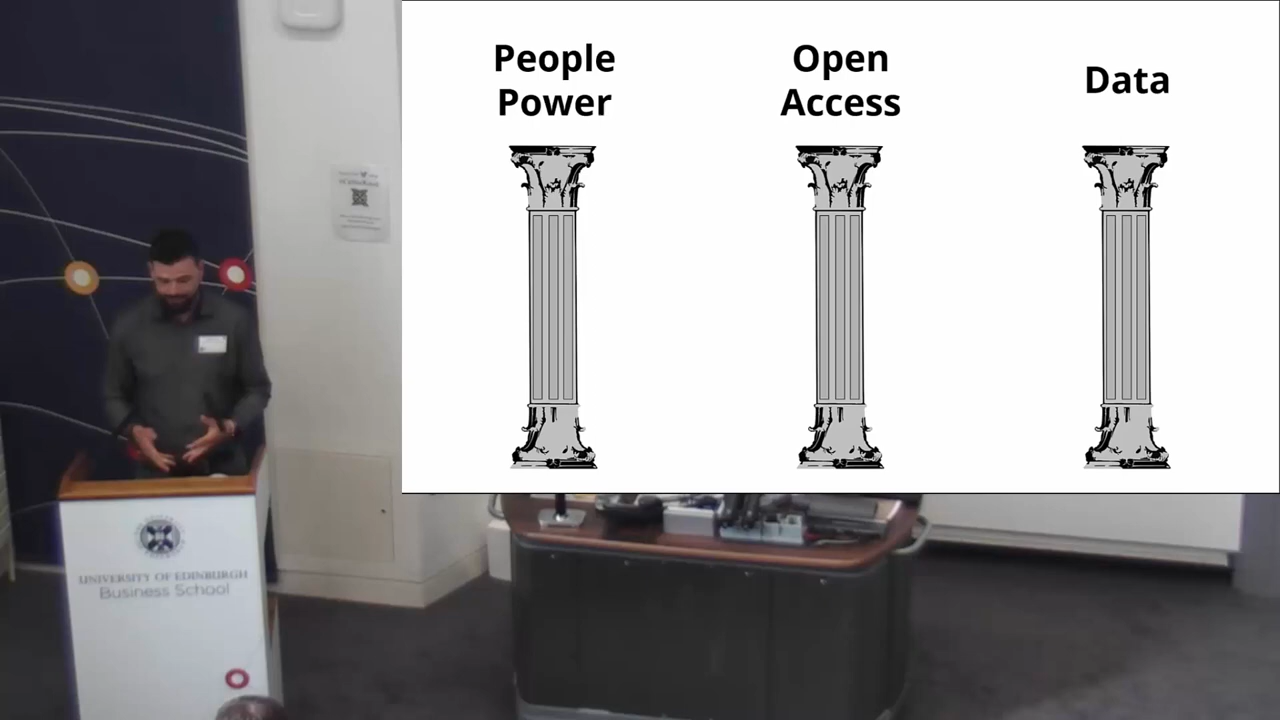 People
Power
Open
Access
Data
UNIVERSITY OF EDINBURGH
Business School